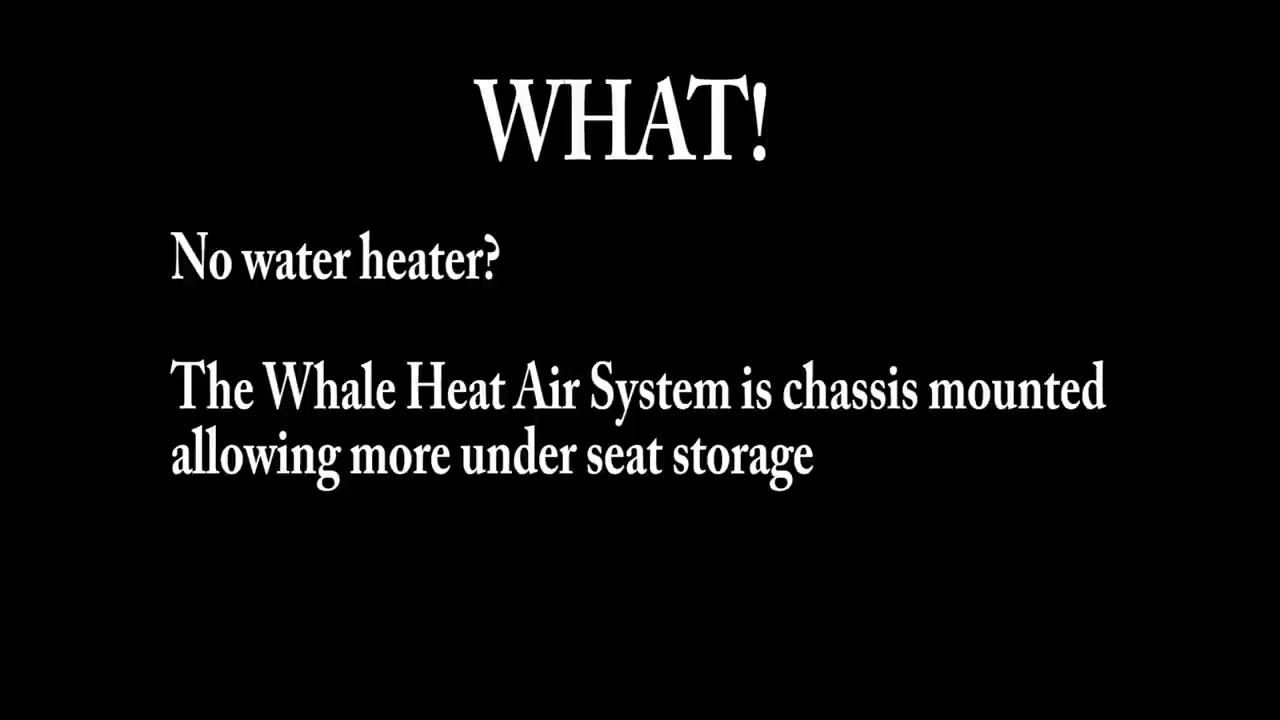 WHAT!
No water heater?
The Whale Heat Air System is chassis mounted
allowing more under seat storage